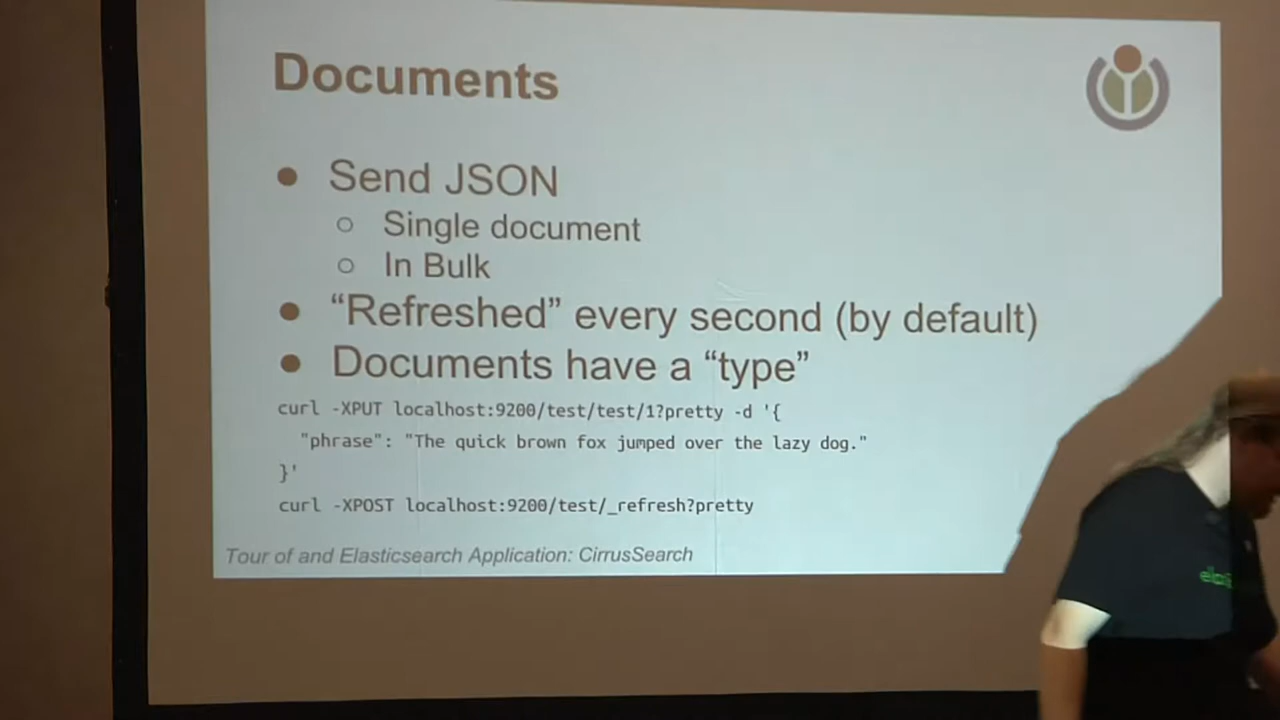 Documents
● Send JSON
○ Single document
○ In Bulk
● “Refreshed” every second (by default)
● Documents have a “type”
curl -XPUT localhost:9200/test/test/1?pretty -d '{
"phrase": "The quick brown fox jumped over the lazy dog."
}'
curl -XPOST localhost:9200/test/_refresh?pretty
Tour of and Elasticsearch Application: CirrusSearch